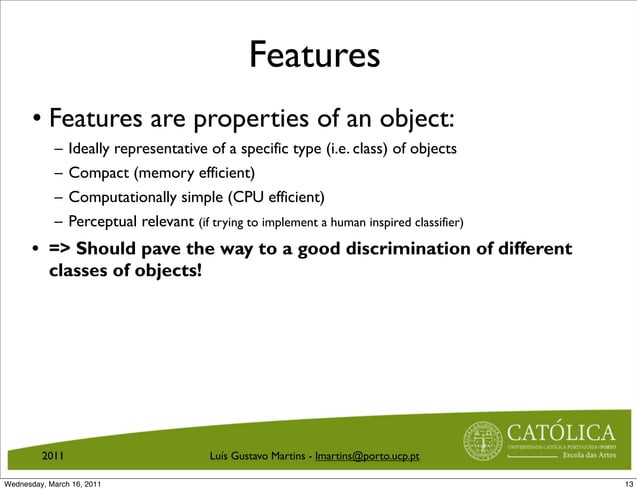 Features
• Features are properties of an object:
– Ideally representative of a specific type (i.e. class) of objects
– Compact (memory efficient)
– Computationally simple (CPU efficient)
– Perceptual relevant (if trying to implement a human inspired classifier)
• => Should pave the way to a good discrimination of different
classes of objects!
CATÓLICA
UNIVERSIDADE CATÓLICA PORTUGUESA | PORTO
Escola das Artes
2011
Luís Gustavo Martins - lmartins@porto.ucp.pt
Wednesday, March 16, 2011
13